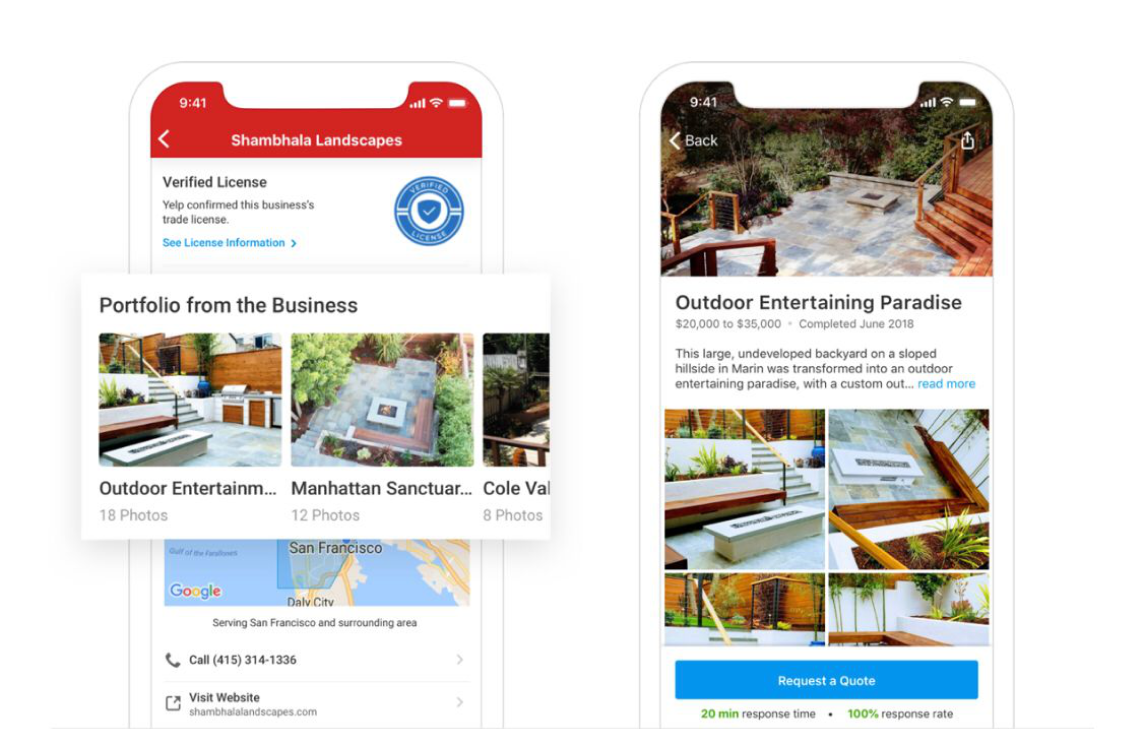 9:41
Shambhala Landscapes
Verified License
Yelp confirmed this business's
trade license.
See License Information >
VERIFIED
LICENSE
Portfolio from the Business
Outdoor Entertainm...
18 Photos
Manhattan Sanctuar...
12 Photos
Cole Val
8 Photos
Gulf of the Farallones
San Francisco
Google
Daly City
Serving San Francisco and surrounding area
Call (415) 314-1336
Visit Website
shambhalalandscapes.com
9:41
Back
Outdoor Entertaining Paradise
$20,000 to $35,000 • Completed June 2018
This large, undeveloped backyard on a sloped
hillside in Marin was transformed into an outdoor
entertaining paradise, with a custom out... read more
Request a Quote
20 min response time • 100% response rate